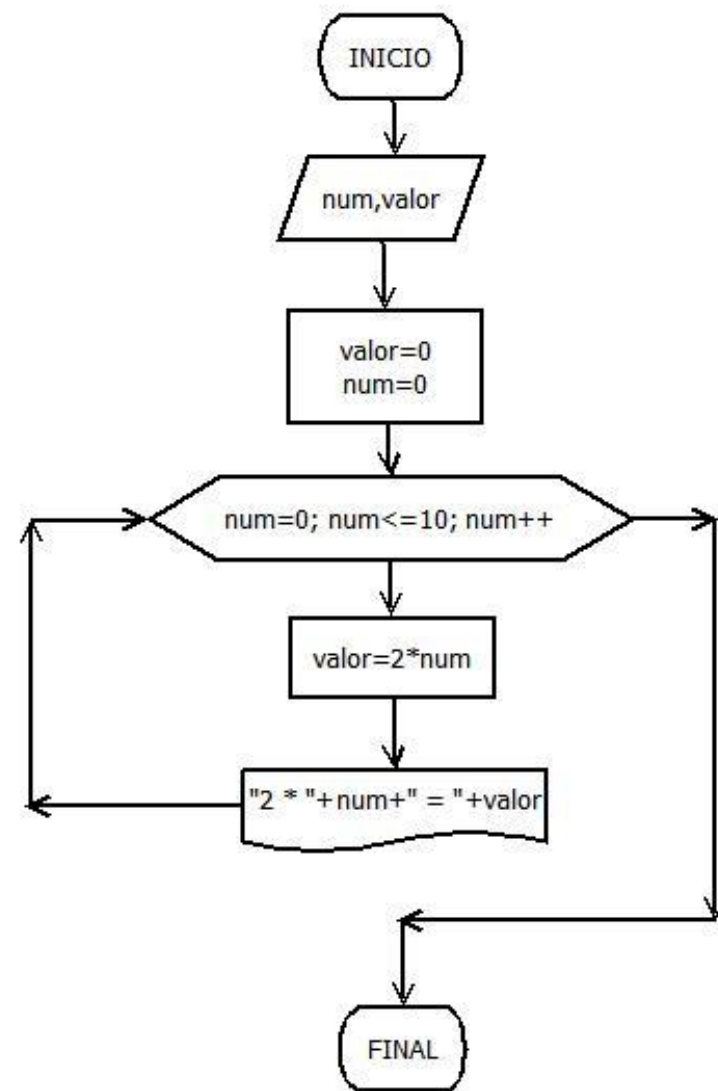 INICIO
num,valor
valor=0
num=0
num=0; num<=10; num++
valor=2*num
"2 * "+num+" = "+valor
FINAL